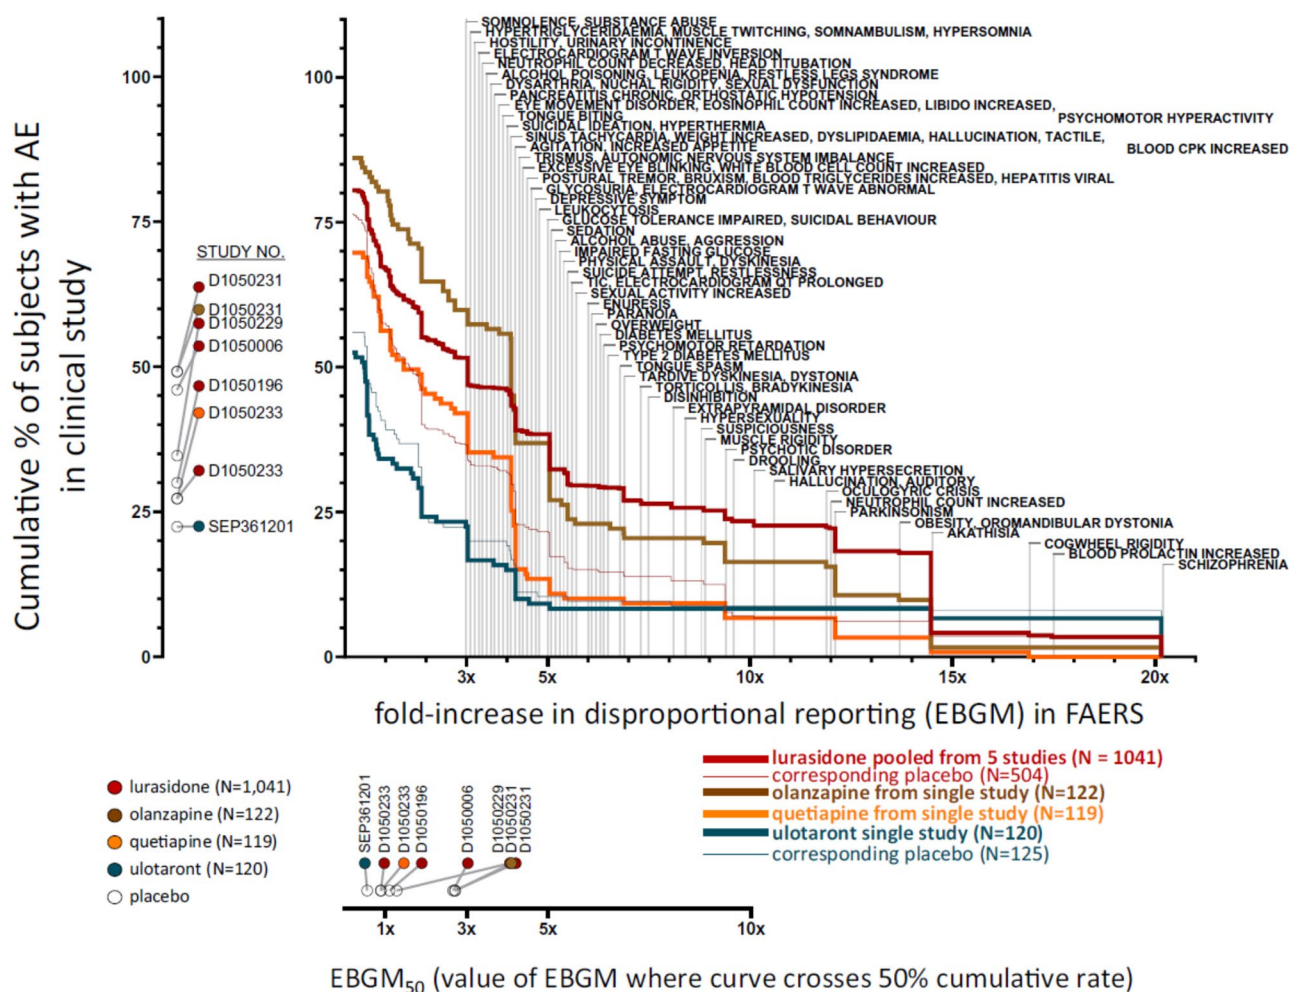 SOMNOLENCE, SUBSTANCE ABUSE
HYPERTRIGLYCERIDAEMIA, MUSCLE TWITCHING, SOMNAMBULISM, HYPERSOMNIA
HOSTILITY, URINARY INCONTINENCE
ELECTROCARDIOGRAM T WAVE INVERSION
NEUTROPHIL COUNT DECREASED, HEAD TITUBATION
ALCOHOL POISONING, LEUKOPENIA, RESTLESS LEGS SYNDROME
DYSARTHRIA, NUCHAL RIGIDITY, SEXUAL DYSFUNCTION
PANCREATITIS CHRONIC, ORTHOSTATIC HYPOTENSION
EYE MOVEMENT DISORDER, EOSINOPHIL COUNT INCREASED, LIBIDO INCREASED,
PSYCHOMOTOR HYPERACTIVITY
TONGUE BITING
SUICIDAL IDEATION, HYPERTHERMIA
SINUS TACHYCARDIA, WEIGHT INCREASED, DYSLIPIDAEMIA, HALLUCINATION, TACTILE,
BLOOD CPK INCREASED
AGITATION, INCREASED APPETITE
TRISMUS, AUTONOMIC NERVOUS SYSTEM IMBALANCE
EXCESSIVE EYE BLINKING, WHITE BLOOD CELL COUNT INCREASED
POSTURAL TREMOR, BRUXISM, BLOOD TRIGLYCERIDES INCREASED, HEPATITIS VIRAL
GLYCOSURIA, ELECTROCARDIOGRAM T WAVE ABNORMAL
DEPRESSIVE SYMPTOM
LEUKOCYTOSIS
GLUCOSE TOLERANCE IMPAIRED, SUICIDAL BEHAVIOUR
SEDATION
ALCOHOL ABUSE, AGGRESSION
IMPAIRED FASTING GLUCOSE
PHYSICAL ASSAULT, DYSKINESIA
SUICIDE ATTEMPT, RESTLESSNESS
TIC, ELECTROCARDIOGRAM QT PROLONGED
SEXUAL ACTIVITY INCREASED
ENURESIS
PARANOIA
OVERWEIGHT
DIABETES MELLITUS
PSYCHOMOTOR RETARDATION
TYPE 2 DIABETES MELLITUS
TONGUE SPASM
TARDIVE DYSKINESIA, DYSTONIA
TORTICOLLIS, BRADYKINESIA
DISINHIBITION
EXTRAPYRAMIDAL DISORDER
HYPERSEXUALITY
SUSPICIOUSNESS
MUSCLE RIGIDITY
PSYCHOTIC DISORDER
DROOLING
SALIVARY HYPERSECRETION
HALLUCINATION, AUDITORY
OCULOGYRIC CRISIS
NEUTROPHIL COUNT INCREASED
PARKINSONISM
OBESITY, OROMANDIBULAR DYSTONIA
AKATHISIA
COGWHEEL RIGIDITY
BLOOD PROLACTIN INCREASED
SCHIZOPHRENIA
Cumulative % of subjects with AE
in clinical study
100
75
50
25
0
STUDY NO.
D1050231
D1050231
D1050229
D1050006
D1050196
D1050233
D1050233
SEP361201
100
75
50
25
0
3x
5x
10x
15x
20x
fold-increase in disproportional reporting (EBGM) in FAERS
lurasidone (N=1,041)
olanzapine (N=122)
quetiapine (N=119)
ulotaront (N=120)
placebo
SEP361201
D1050233
D1050233
D1050196
D1050006
D1050229
D1050231
D1050231
lurasidone pooled from 5 studies (N = 1041)
corresponding placebo (N=504)
olanzapine from single study (N=122)
quetiapine from single study (N=119)
ulotaront single study (N=120)
corresponding placebo (N=125)
1x
3x
5x
10x
EBGM50 (value of EBGM where curve crosses 50% cumulative rate)